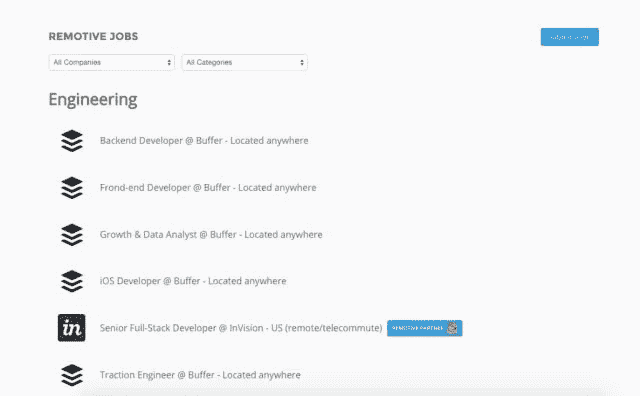 REMOTIVE JOBS
All Companies All Categories
Engineering
Backend Developer @ Buffer - Located anywhere
Frond-end Developer @ Buffer - Located anywhere
Growth & Data Analyst @ Buffer - Located anywhere
iOS Developer @ Buffer - Located anywhere
in Senior Full-Stack Developer @ InVision - US (remote/telecommute) REMOTIVE PARTNER
Traction Engineer @ Buffer - Located anywhere